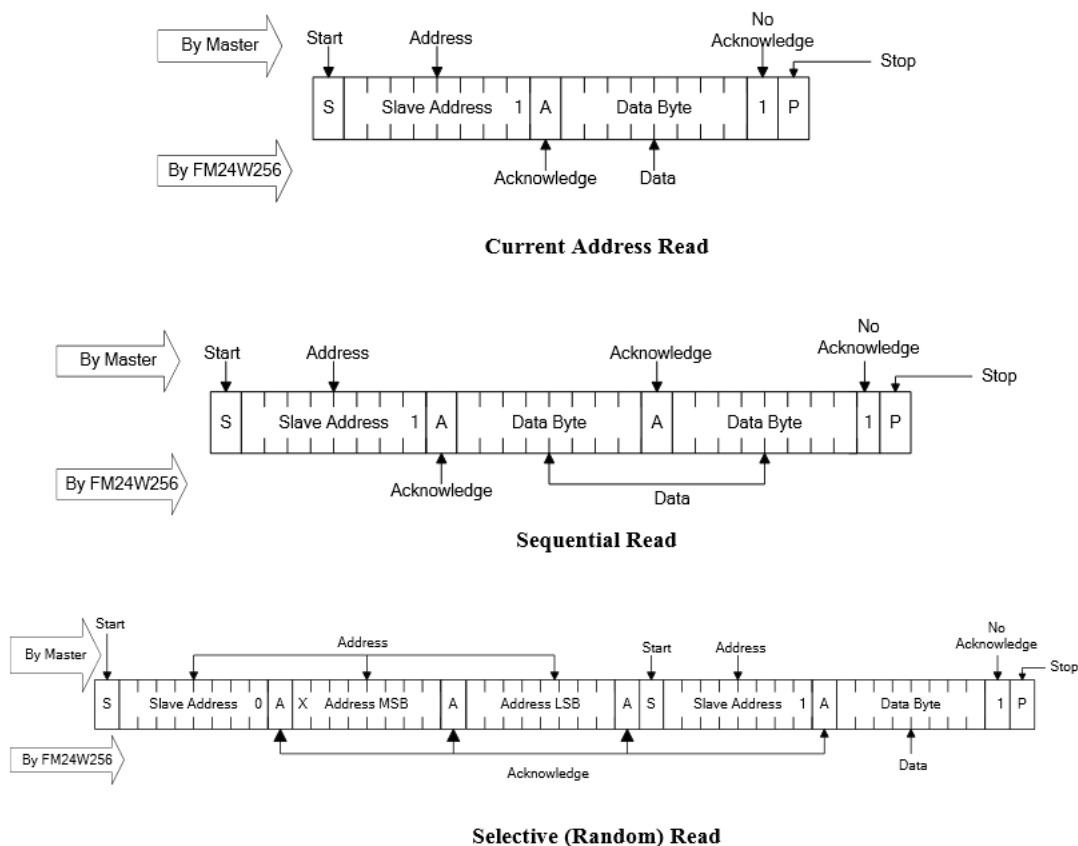 No
Acknowledge
By Master
Start
Address
Stop
S Slave Address 1 A Data Byte 1 P
By FM24W256
Acknowledge
Data
Current Address Read
By Master
Start
Address
Acknowledge
No
Acknowledge
Stop
S Slave Address 1 A Data Byte A Data Byte 1 P
By FM24W256
Acknowledge
Data
Sequential Read
Start
By Master
Address
Start
Address
No
Acknowledge
Stop
S Slave Address 0 A X Address MSB A Address LSB A S Slave Address 1 A Data Byte 1 P
By FM24W256
Acknowledge
Data
Selective (Random) Read